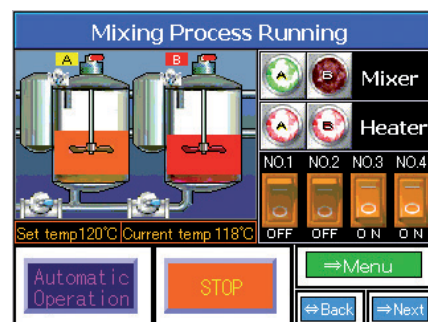 Mixing Process Running
A
B
A B Mixer
A B Heater
NO.1 NO.2 NO.3 NO.4
OFF OFF ON ON
Set temp120℃ Current temp 118℃
Automatic
Operation
STOP
⇒Menu
⇔Back ⇒Next